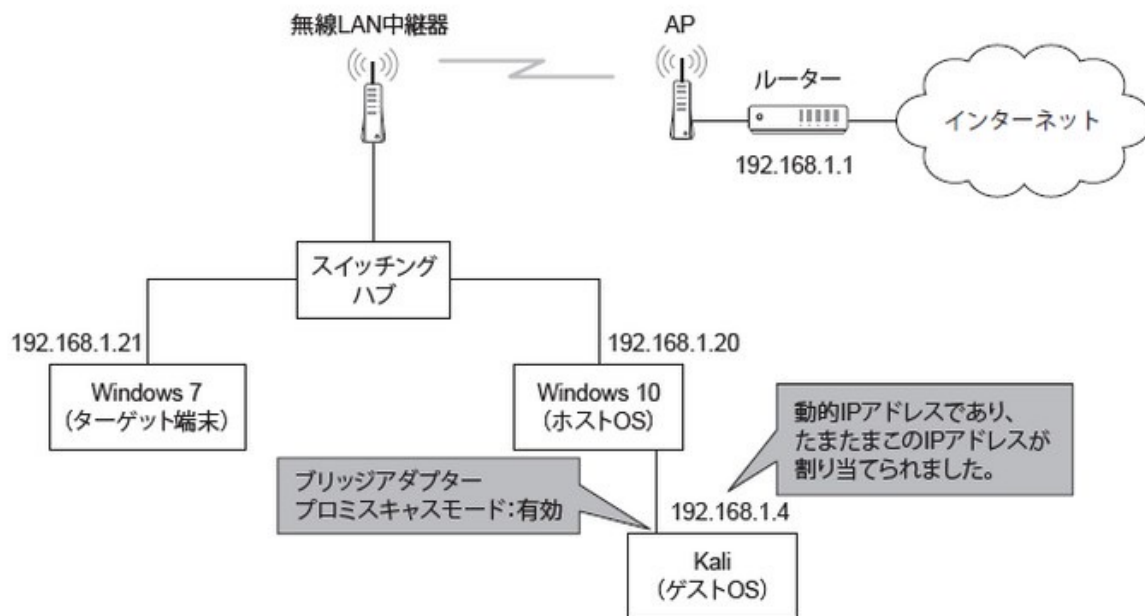 無線LAN中継器
AP
ルーター
インターネット
192.168.1.1
スイッチング
ハブ
192.168.1.21
192.168.1.20
Windows 7
(ターゲット端末)
Windows 10
(ホストOS)
動的IPアドレスであり、
たまたまこのIPアドレスが
割り当てられました。
ブリッジアダプター
プロミスキャスモード:有効
192.168.1.4
Kali
(ゲストOS)